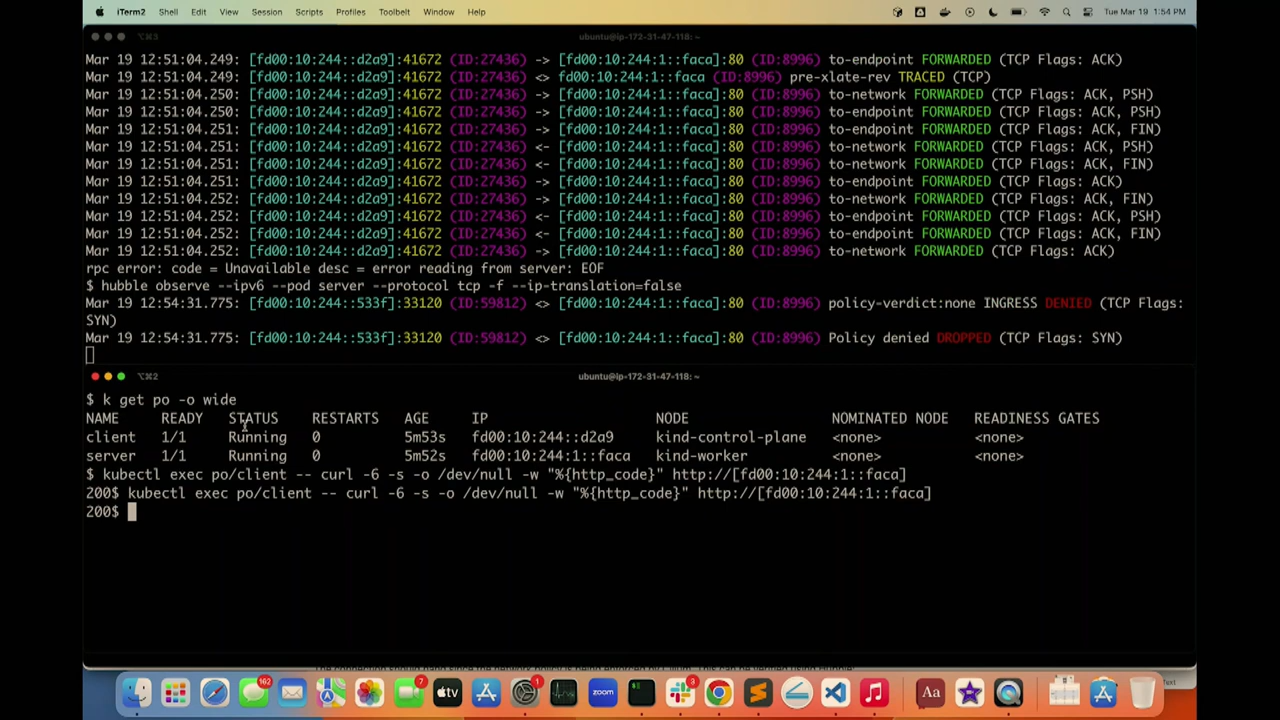 iTerm2 Shell Edit View Session Scripts Profiles Toolbelt Window Help Tue Mar 19 1:54 PM
⌥⌘3 ubuntu@ip-172-31-47-118: ~
Mar 19 12:51:04.249: [fd00:10:244::d2a9]:41672 (ID:27436) -> [fd00:10:244:1::faca]:80 (ID:8996) to-endpoint FORWARDED (TCP Flags: ACK)
Mar 19 12:51:04.249: [fd00:10:244::d2a9]:41672 (ID:27436) <> fd00:10:244:1::faca (ID:8996) pre-xlate-rev TRACED (TCP)
Mar 19 12:51:04.250: [fd00:10:244::d2a9]:41672 (ID:27436) -> [fd00:10:244:1::faca]:80 (ID:8996) to-network FORWARDED (TCP Flags: ACK, PSH)
Mar 19 12:51:04.250: [fd00:10:244::d2a9]:41672 (ID:27436) -> [fd00:10:244:1::faca]:80 (ID:8996) to-endpoint FORWARDED (TCP Flags: ACK, PSH)
Mar 19 12:51:04.251: [fd00:10:244::d2a9]:41672 (ID:27436) -> [fd00:10:244:1::faca]:80 (ID:8996) to-endpoint FORWARDED (TCP Flags: ACK, FIN)
Mar 19 12:51:04.251: [fd00:10:244::d2a9]:41672 (ID:27436) <- [fd00:10:244:1::faca]:80 (ID:8996) to-network FORWARDED (TCP Flags: ACK, PSH)
Mar 19 12:51:04.251: [fd00:10:244::d2a9]:41672 (ID:27436) <- [fd00:10:244:1::faca]:80 (ID:8996) to-network FORWARDED (TCP Flags: ACK, FIN)
Mar 19 12:51:04.251: [fd00:10:244::d2a9]:41672 (ID:27436) -> [fd00:10:244:1::faca]:80 (ID:8996) to-endpoint FORWARDED (TCP Flags: ACK)
Mar 19 12:51:04.252: [fd00:10:244::d2a9]:41672 (ID:27436) -> [fd00:10:244:1::faca]:80 (ID:8996) to-network FORWARDED (TCP Flags: ACK, FIN)
Mar 19 12:51:04.252: [fd00:10:244::d2a9]:41672 (ID:27436) <- [fd00:10:244:1::faca]:80 (ID:8996) to-endpoint FORWARDED (TCP Flags: ACK, PSH)
Mar 19 12:51:04.252: [fd00:10:244::d2a9]:41672 (ID:27436) <- [fd00:10:244:1::faca]:80 (ID:8996) to-endpoint FORWARDED (TCP Flags: ACK, FIN)
Mar 19 12:51:04.252: [fd00:10:244::d2a9]:41672 (ID:27436) -> [fd00:10:244:1::faca]:80 (ID:8996) to-network FORWARDED (TCP Flags: ACK)
rpc error: code = Unavailable desc = error reading from server: EOF
$ hubble observe --ipv6 --pod server --protocol tcp -f --ip-translation=false
Mar 19 12:54:31.775: [fd00:10:244::533f]:33120 (ID:59812) <> [fd00:10:244:1::faca]:80 (ID:8996) policy-verdict:none INGRESS DENIED (TCP Flags:
SYN)
Mar 19 12:54:31.775: [fd00:10:244::533f]:33120 (ID:59812) <> [fd00:10:244:1::faca]:80 (ID:8996) Policy denied DROPPED (TCP Flags: SYN)
⌥⌘2 ubuntu@ip-172-31-47-118: ~
$ k get po -o wide
NAME READY STATUS RESTARTS AGE IP NODE NOMINATED NODE READINESS GATES
client 1/1 Running 0 5m53s fd00:10:244::d2a9 kind-control-plane <none> <none>
server 1/1 Running 0 5m52s fd00:10:244:1::faca kind-worker <none> <none>
$ kubectl exec po/client -- curl -6 -s -o /dev/null -w "%{http_code}" http://[fd00:10:244:1::faca]
200$ kubectl exec po/client -- curl -6 -s -o /dev/null -w "%{http_code}" http://[fd00:10:244:1::faca]
200$
162 7 tv 1 zoom 3 Aa